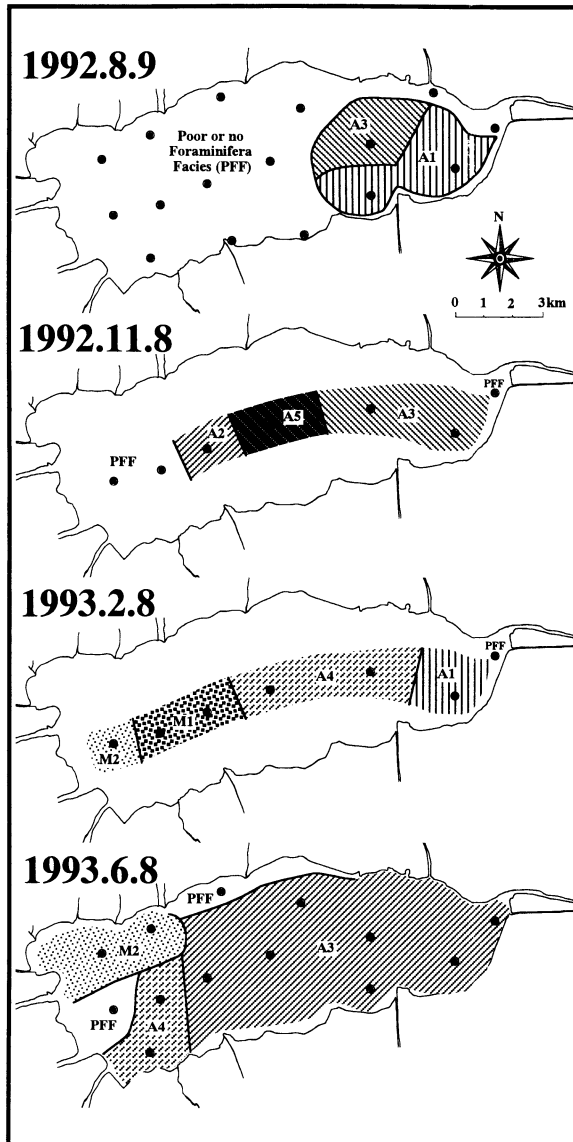 1992.8.9
A3
Poor or no
Foraminifera
Facies (PFF)
A1
N
0 1 2 3km
1992.11.8
PFF
A5
A3
A2
PFF
1993.2.8
PFF
A4
A1
M1
M2
1993.6.8
PFF
M2
A3
PFF
A4